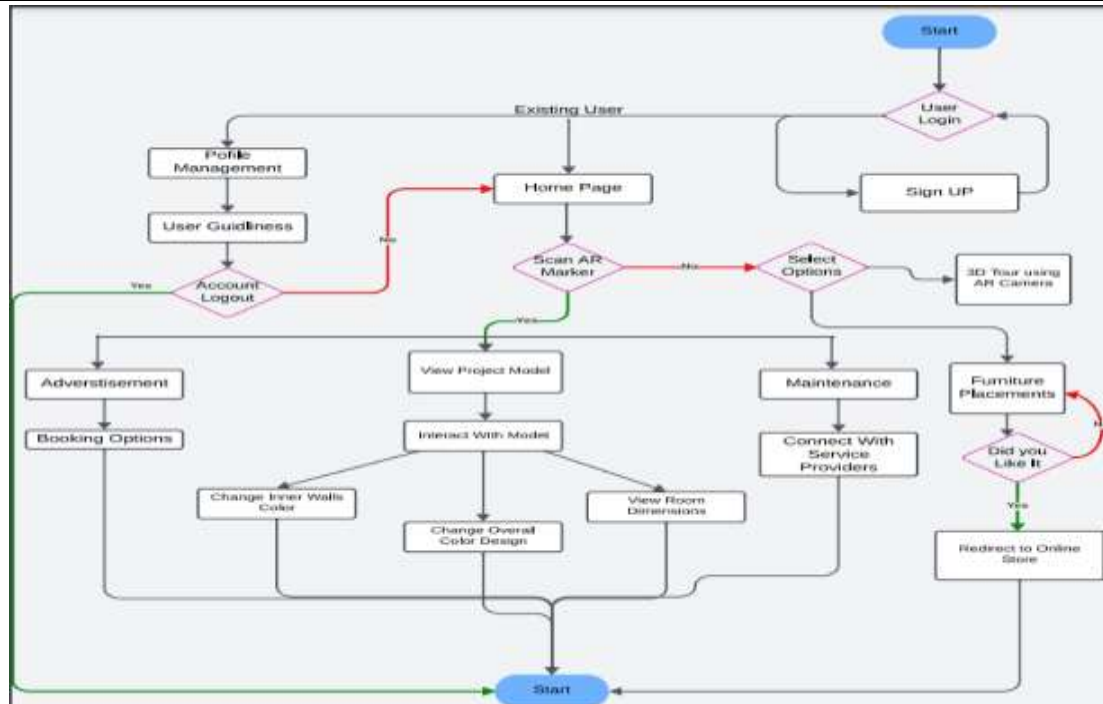 Start
User
Login
Existing User
Pofile
Management
Home Page
Sign UP
User Guidliness
No
Scan AR
Marker
No
Select
Options
3D Tour using
AR Camera
Yes
Account
Logout
Yes
Adverstisement
View Project Model
Maintenance
Furniture
Placements
Booking Options
Interact With Model
Connect With
Service
Providers
Did you
Like It
N
Change Inner Walls
Color
View Room
Dimensions
Change Overall
Color Design
Yes
Redirect to Online
Store
Start